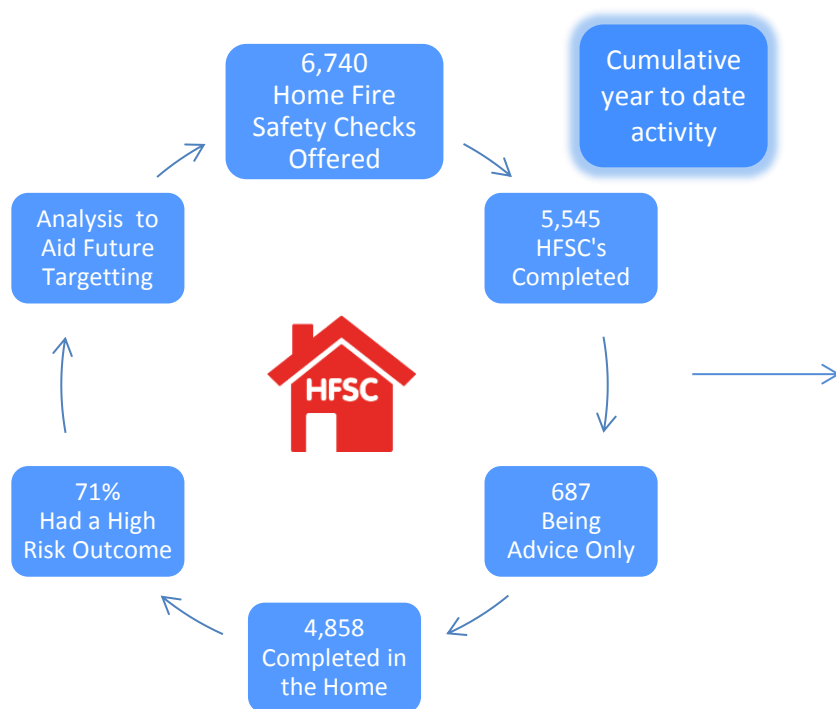 6,740
Home Fire
Safety Checks
Offered
Cumulative
year to date
activity
5,545
HFSC's
Completed
687
Being
Advice Only
4,858
Completed in
the Home
71%
Had a High
Risk Outcome
Analysis to
Aid Future
Targetting
HFSC